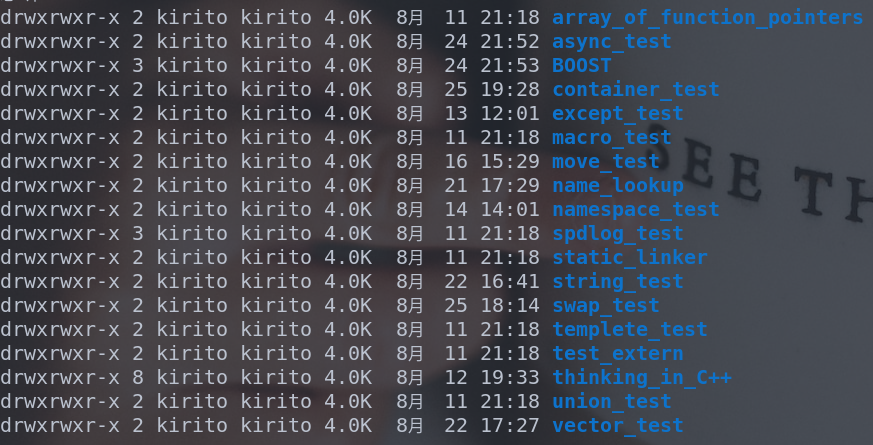 drwxrwxr-x 2 kirito kirito 4.0K  8月  11 21:18 array_of_function_pointers
drwxrwxr-x 2 kirito kirito 4.0K  8月  24 21:52 async_test
drwxrwxr-x 3 kirito kirito 4.0K  8月  24 21:53 BOOST
drwxrwxr-x 2 kirito kirito 4.0K  8月  25 19:28 container_test
drwxrwxr-x 2 kirito kirito 4.0K  8月  13 12:01 except_test
drwxrwxr-x 2 kirito kirito 4.0K  8月  11 21:18 macro_test
drwxrwxr-x 2 kirito kirito 4.0K  8月  16 15:29 move_test
drwxrwxr-x 2 kirito kirito 4.0K  8月  21 17:29 name_lookup
drwxrwxr-x 2 kirito kirito 4.0K  8月  14 14:01 namespace_test
drwxrwxr-x 3 kirito kirito 4.0K  8月  11 21:18 spdlog_test
drwxrwxr-x 2 kirito kirito 4.0K  8月  11 21:18 static_linker
drwxrwxr-x 2 kirito kirito 4.0K  8月  22 16:41 string_test
drwxrwxr-x 2 kirito kirito 4.0K  8月  25 18:14 swap_test
drwxrwxr-x 2 kirito kirito 4.0K  8月  11 21:18 templete_test
drwxrwxr-x 2 kirito kirito 4.0K  8月  11 21:18 test_extern
drwxrwxr-x 8 kirito kirito 4.0K  8月  12 19:33 thinking_in_C++
drwxrwxr-x 2 kirito kirito 4.0K  8月  11 21:18 union_test
drwxrwxr-x 2 kirito kirito 4.0K  8月  22 17:27 vector_test
SEE